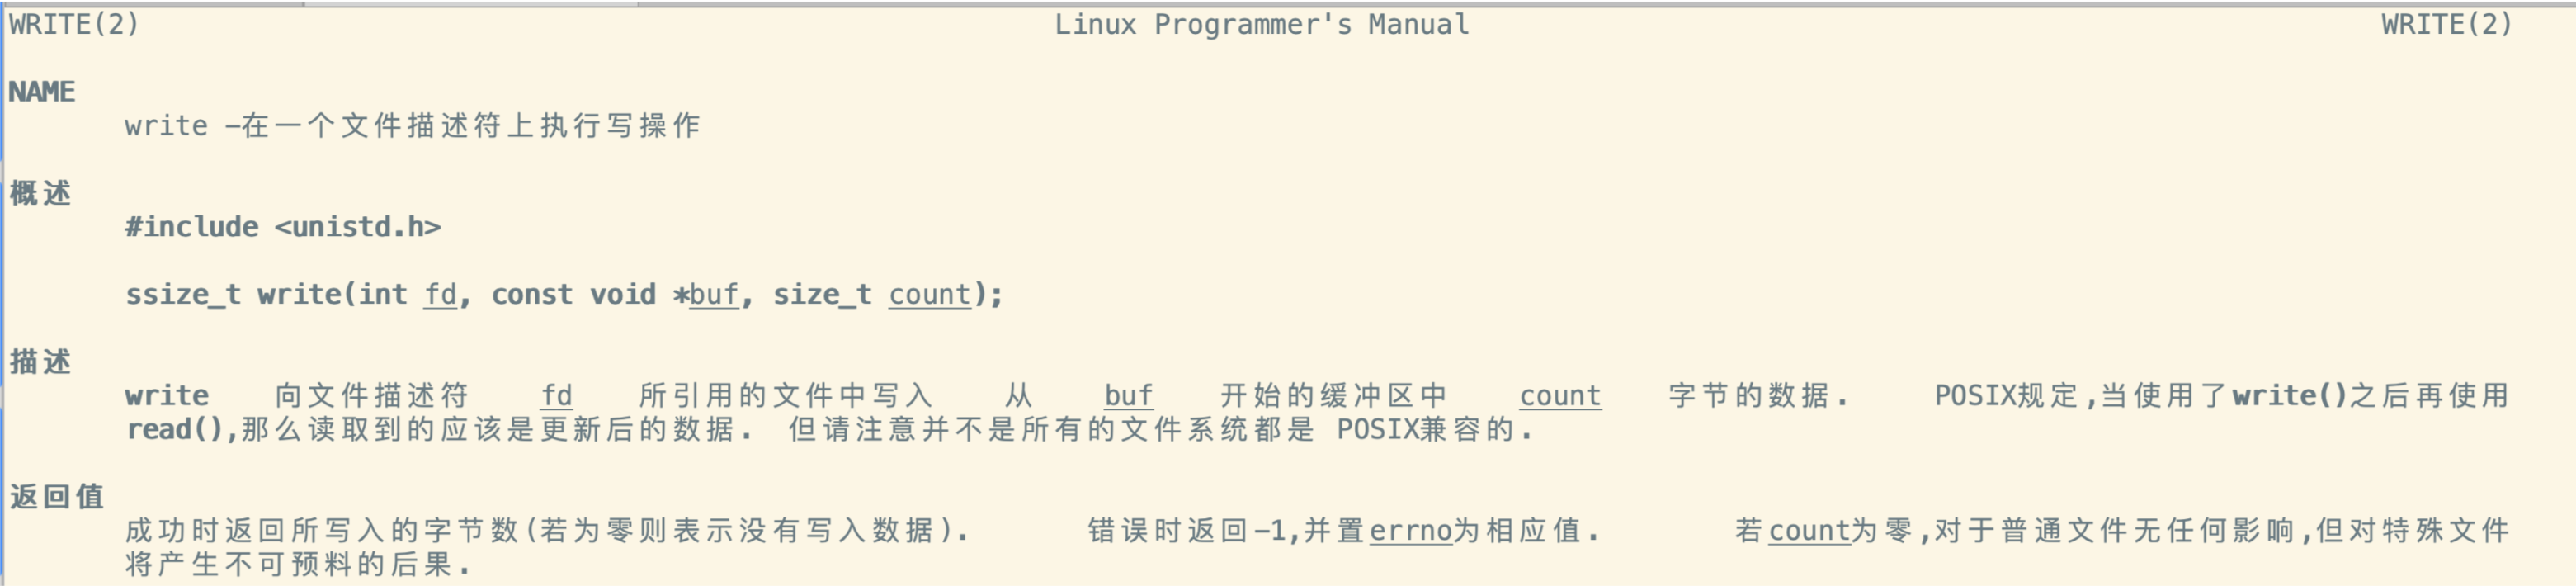 WRITE(2) Linux Programmer's Manual WRITE(2)
NAME
write -在一个文件描述符上执行写操作
概述
#include <unistd.h>
ssize_t write(int fd, const void *buf, size_t count);
描述
write 向文件描述符 fd 所引用的文件中写入 从 buf 开始的缓冲区中 count 字节的数据. POSIX规定,当使用了write()之后再使用
read(),那么读取到的应该是更新后的数据. 但请注意并不是所有的文件系统都是 POSIX兼容的.
返回值
成功时返回所写入的字节数(若为零则表示没有写入数据). 错误时返回-1,并置errno为相应值. 若count为零,对于普通文件无任何影响,但对特殊文件
将产生不可预料的后果.